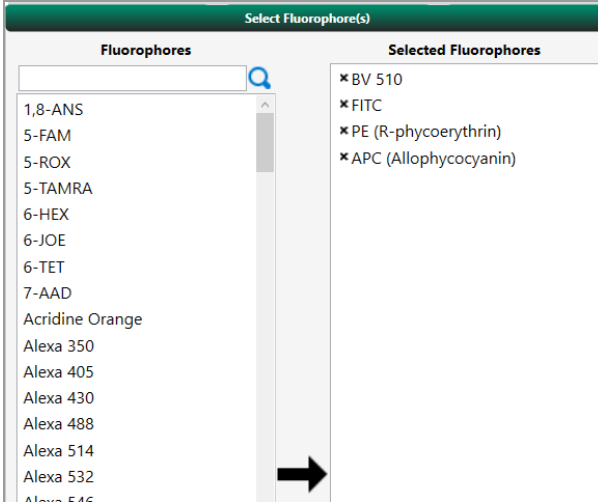 Select Fluorophore(s)
Fluorophores
1,8-ANS
5-FAM
5-ROX
5-TAMRA
6-HEX
6-JOE
6-TET
7-AAD
Acridine Orange
Alexa 350
Alexa 405
Alexa 430
Alexa 488
Alexa 514
Alexa 532
Alexa 546
Selected Fluorophores
BV 510
FITC
PE (R-phycoerythrin)
APC (Allophycocyanin)